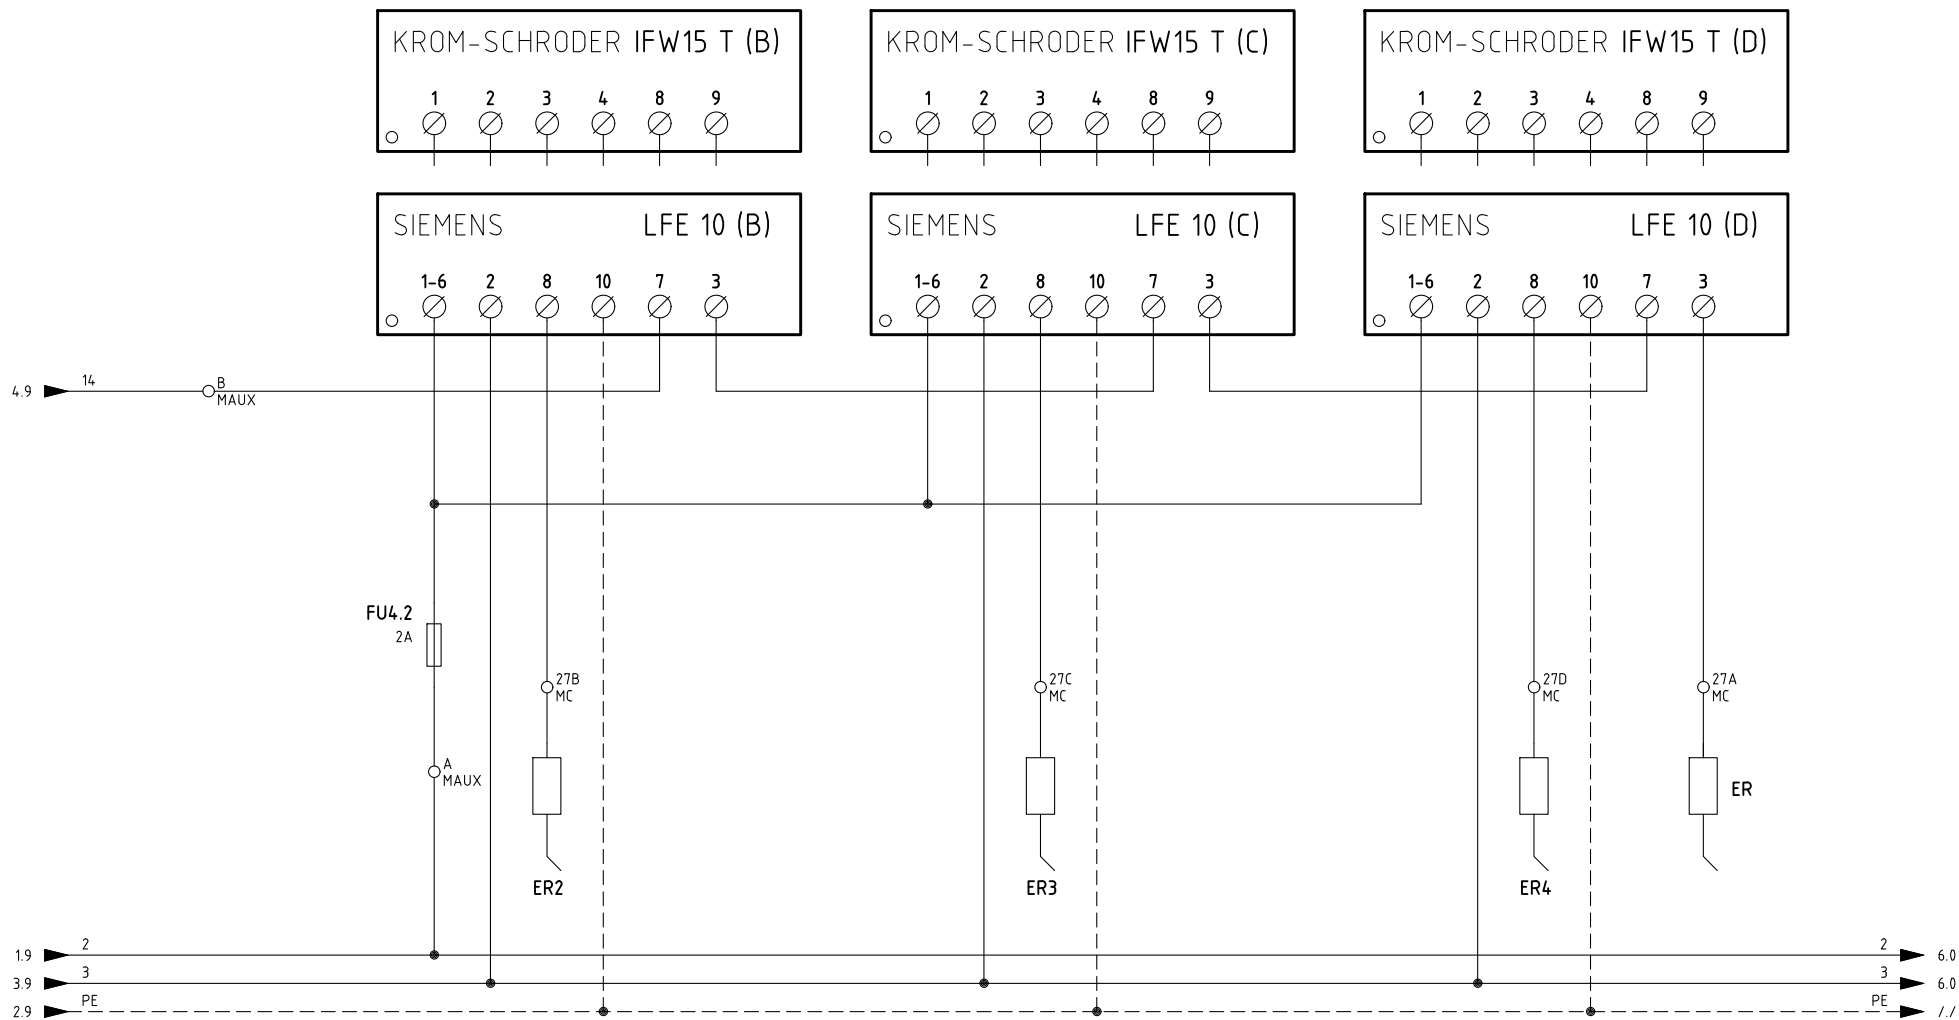 KROM-SCHRODER IFW15 T (B)
1 2 3 4 8 9
KROM-SCHRODER IFW15 T (C)
1 2 3 4 8 9
KROM-SCHRODER IFW15 T (D)
1 2 3 4 8 9
SIEMENS LFE 10 (B)
1-6 2 8 10 7 3
SIEMENS LFE 10 (C)
1-6 2 8 10 7 3
SIEMENS LFE 10 (D)
1-6 2 8 10 7 3
4.9
14
B
MAUX
FU4.2
2A
27B
MC
27C
MC
27D
MC
27A
MC
A
MAUX
ER
ER2
ER3
ER4
1.9
2
2
6.0
3.9
3
3
6.0
2.9
PE
PE
/./